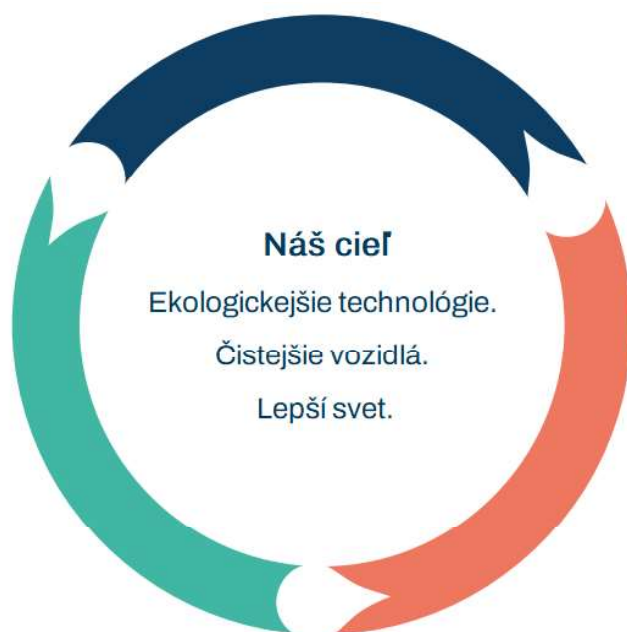 Náš cieľ
Ekologickejšie technológie.
Čistejšie vozidlá.
Lepší svet.